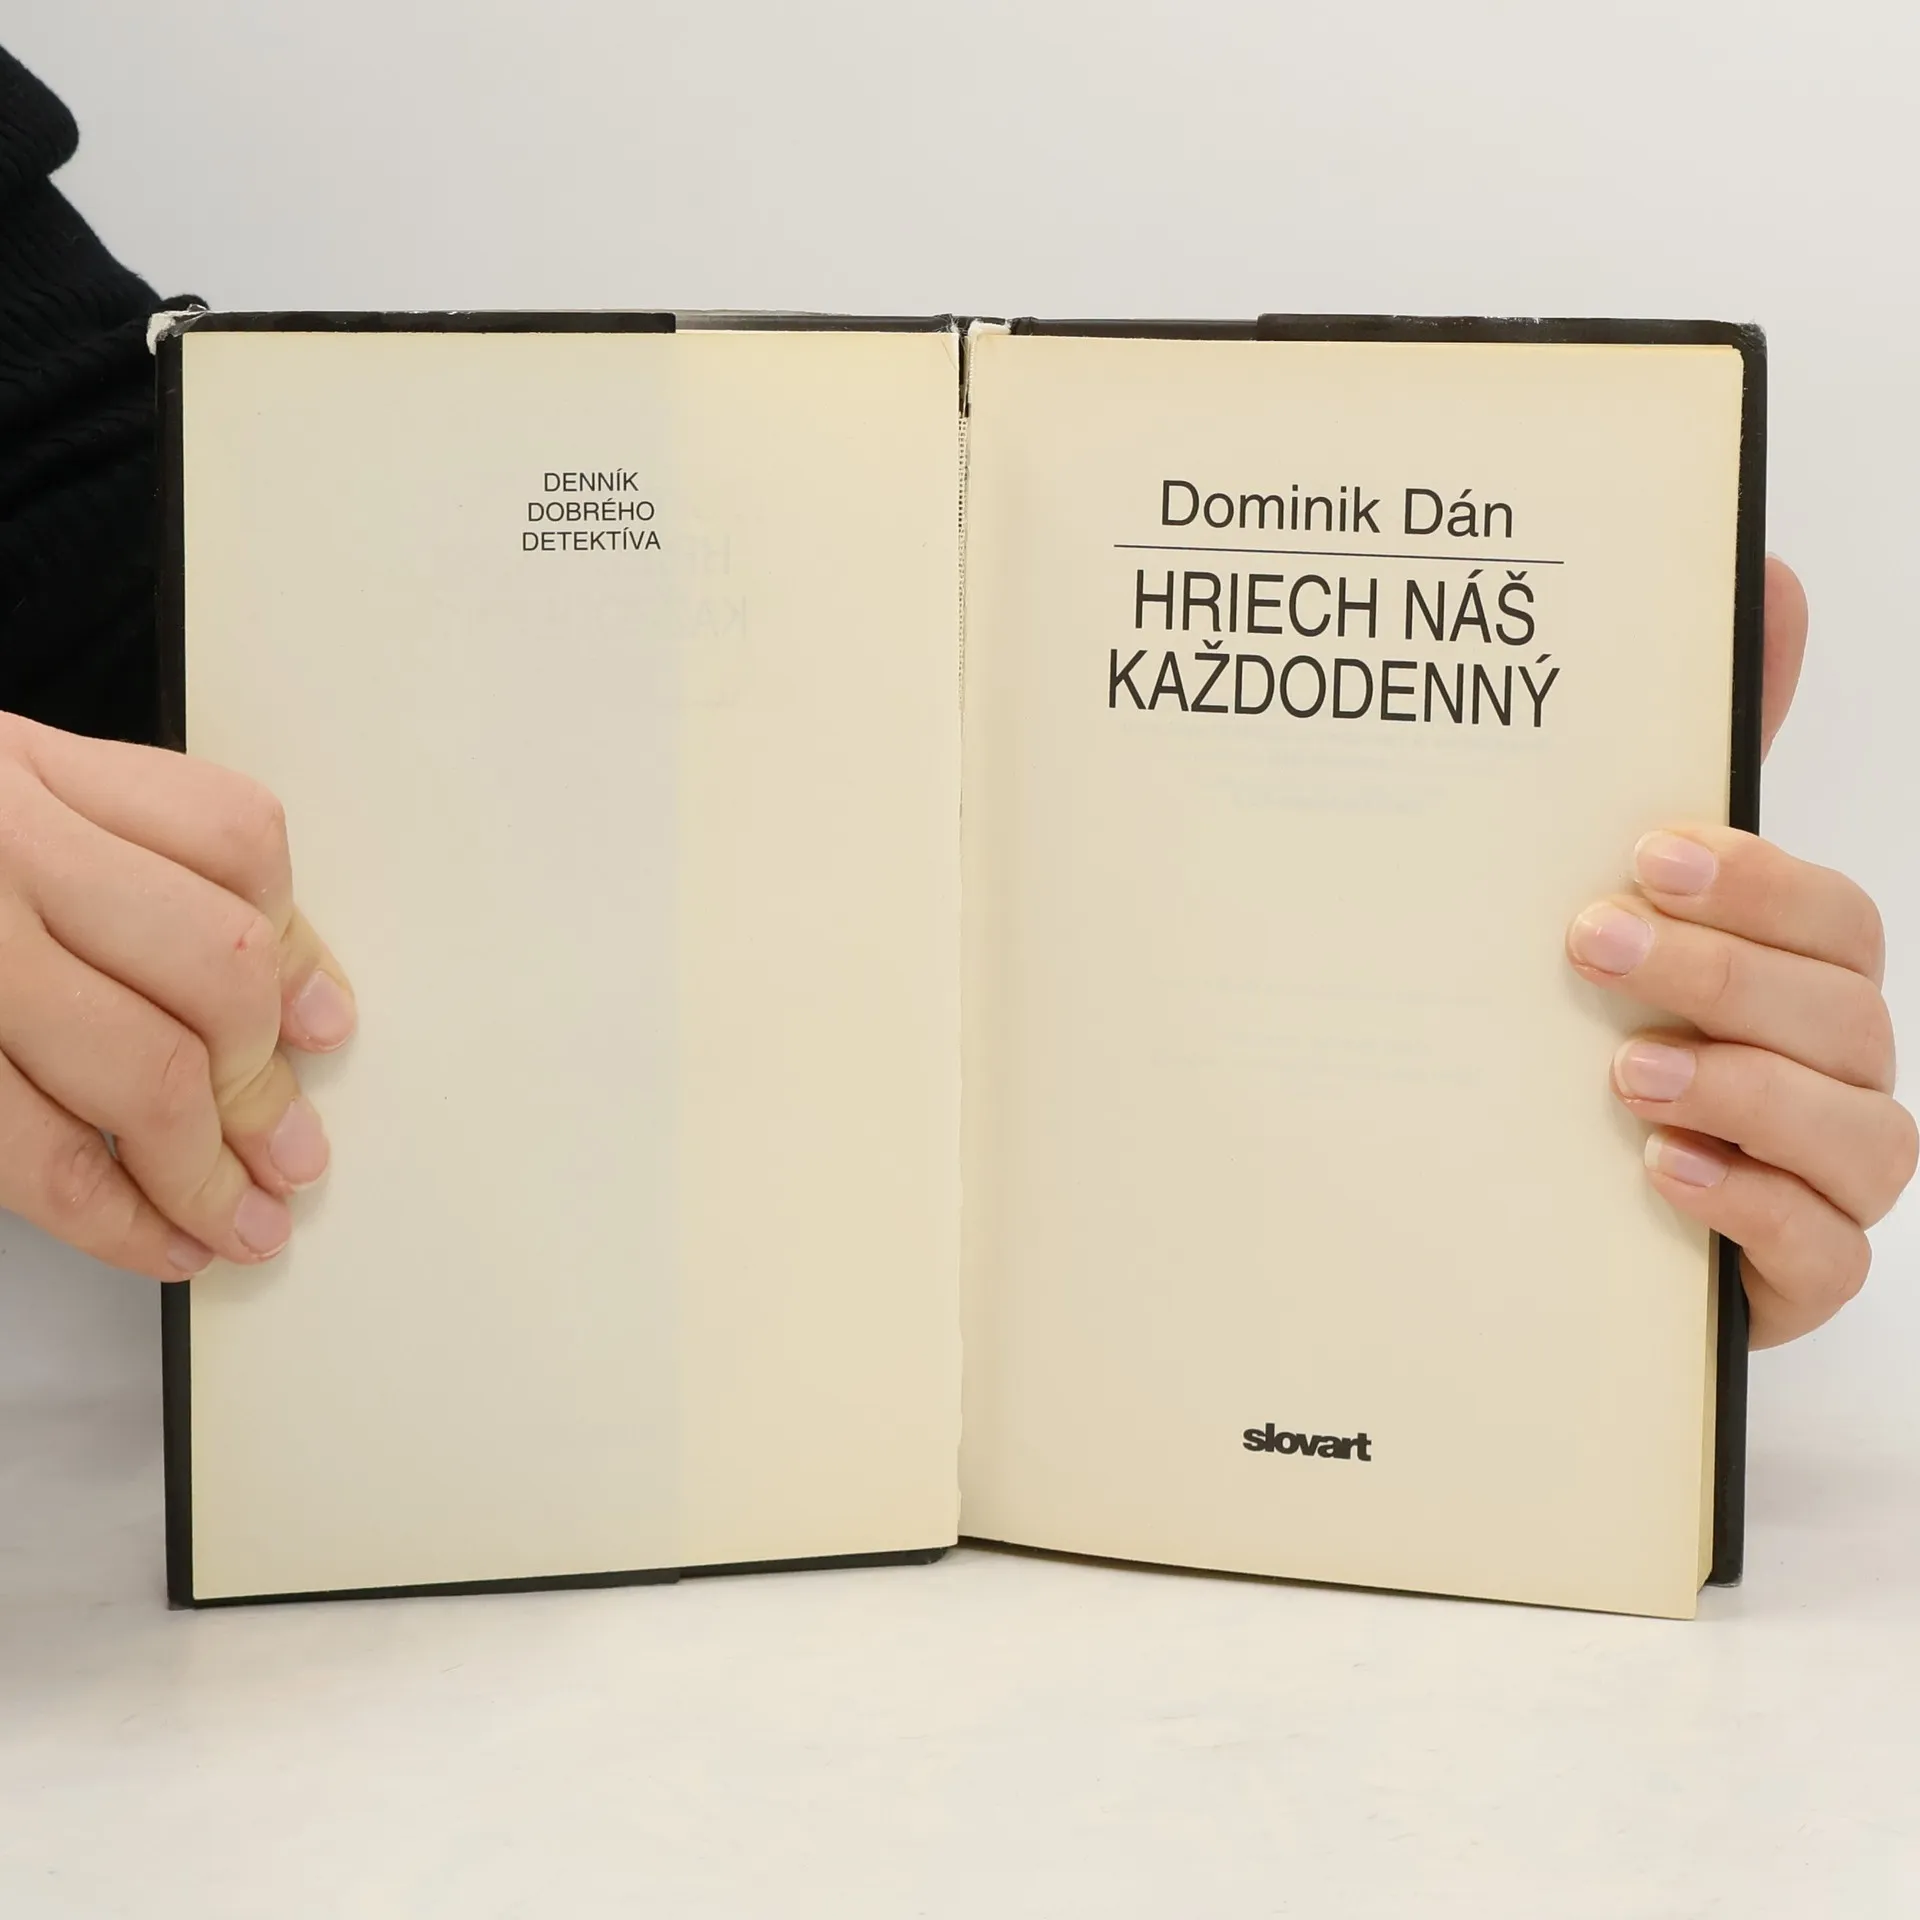 DENNÍK
DOBRÉHO
DETEKTÍVA
Dominik Dán
HRIECH NÁŠ
KAŽDODENNÝ
slovart